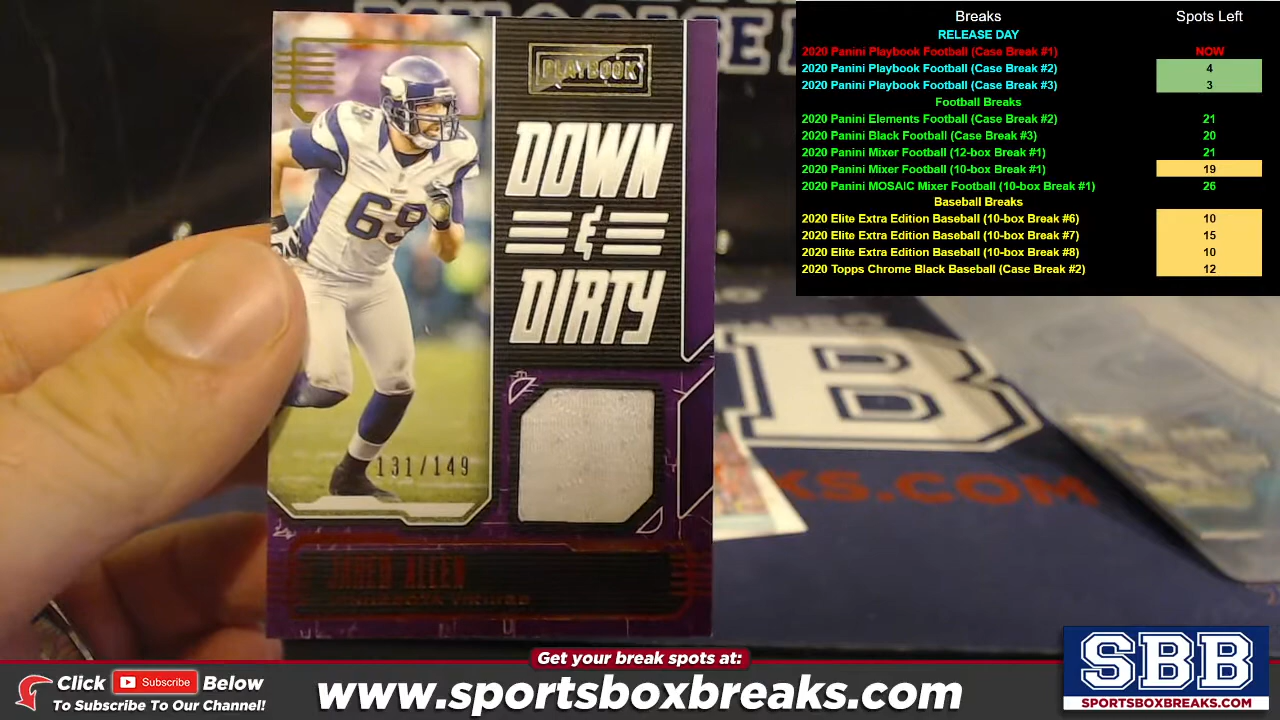 PLAYBOOK
DOWN
&
DIRTY
69
131/149
JARED ALLEN
MINNESOTA VIKINGS
B
KS.COM
Breaks Spots Left
RELEASE DAY
2020 Panini Playbook Football (Case Break #1) NOW
2020 Panini Playbook Football (Case Break #2) 4
2020 Panini Playbook Football (Case Break #3) 3
Football Breaks
2020 Panini Elements Football (Case Break #2) 21
2020 Panini Black Football (Case Break #3) 20
2020 Panini Mixer Football (12-box Break #1) 21
2020 Panini Mixer Football (10-box Break #1) 19
2020 Panini MOSAIC Mixer Football (10-box Break #1) 26
Baseball Breaks
2020 Elite Extra Edition Baseball (10-box Break #6) 10
2020 Elite Extra Edition Baseball (10-box Break #7) 15
2020 Elite Extra Edition Baseball (10-box Break #8) 10
2020 Topps Chrome Black Baseball (Case Break #2) 12
Get your break spots at:
Click Subscribe Below
To Subscribe To Our Channel!
www.sportsboxbreaks.com
SBB
SPORTSBOXBREAKS.COM